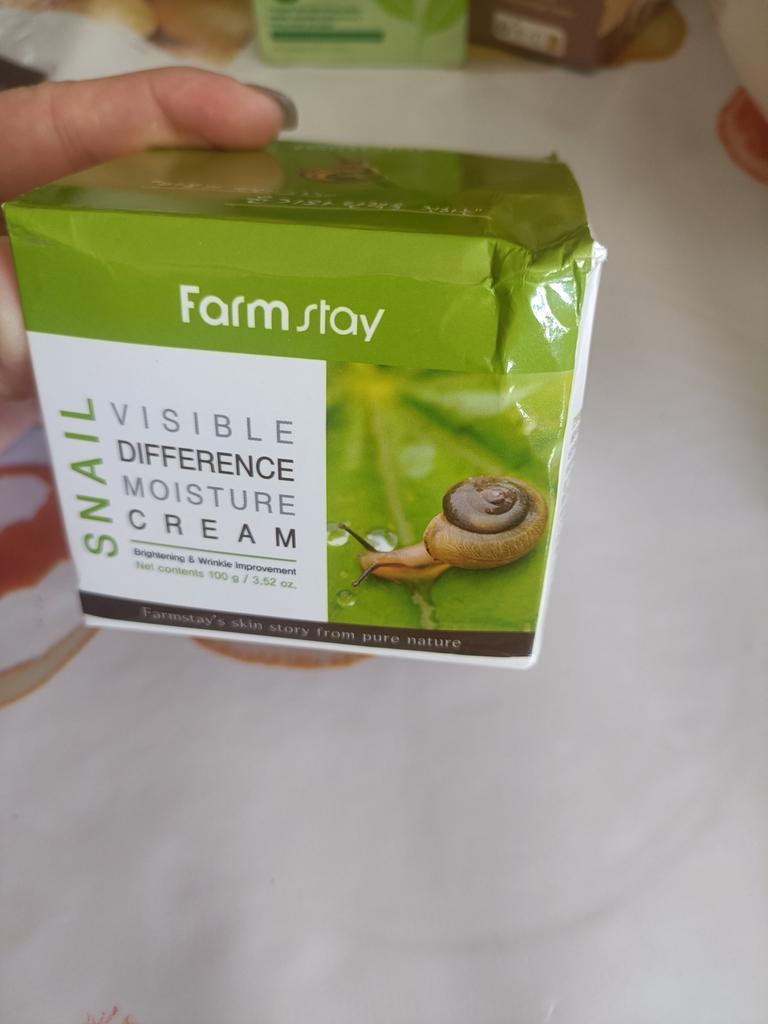 Farm stay
SNAIL
VISIBLE
DIFFERENCE
MOISTURE
CREAM
Brightening & Wrinkle Improvement
Net contents 100 g / 3.52 oz.
Farmstay's skin story from pure nature